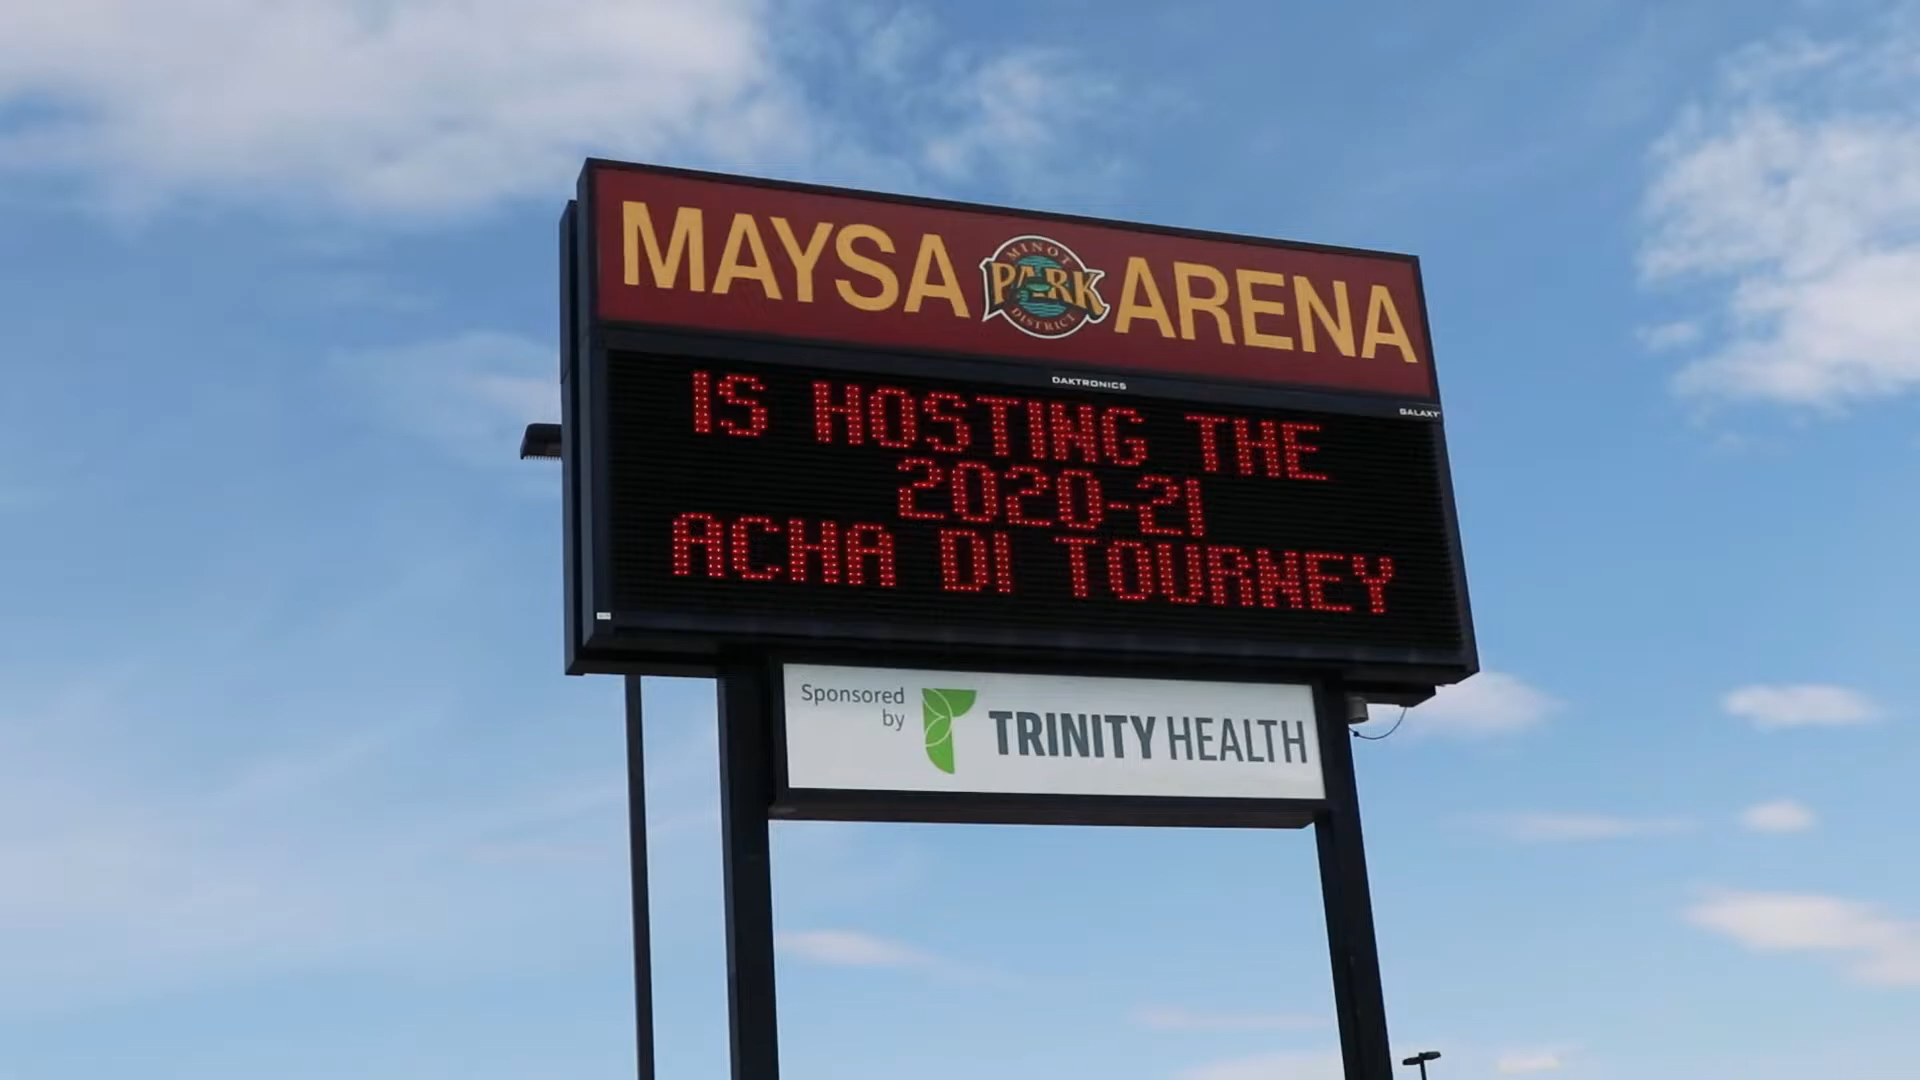 MAYSA ARENA
MINOT
PARK
DISTRICT
DAKTRONICS
GALAXY
IS HOSTING THE
2020-21
ACHA DI TOURNEY
Sponsored
by
TRINITY HEALTH